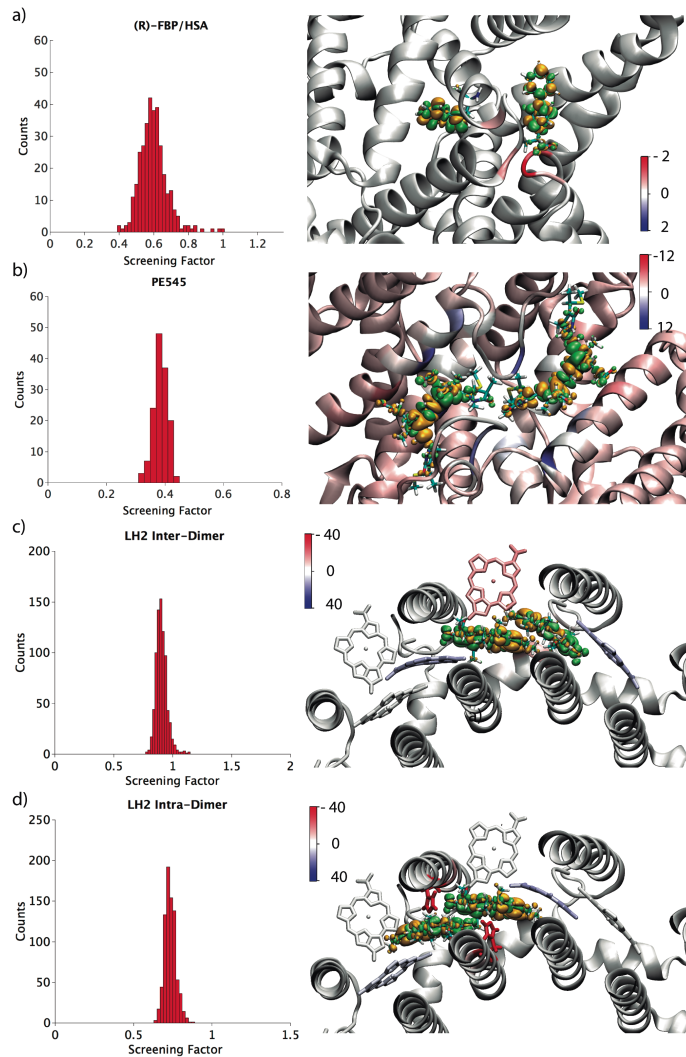 a)
(R)-FBP/HSA
60
50
40
30
20
10
0
Counts
0 0.2 0.4 0.6 0.8 1 1.2
Screening Factor
- 2
0
2
b)
PE545
60
50
40
30
20
10
0
Counts
0 0.2 0.4 0.6 0.8
Screening Factor
-12
0
12
c)
LH2 Inter-Dimer
200
150
100
50
0
Counts
0 0.5 1 1.5 2
Screening Factor
- 40
0
40
d)
LH2 Intra-Dimer
250
200
150
100
50
0
Counts
0 0.5 1 1.5
Screening Factor
- 40
0
40